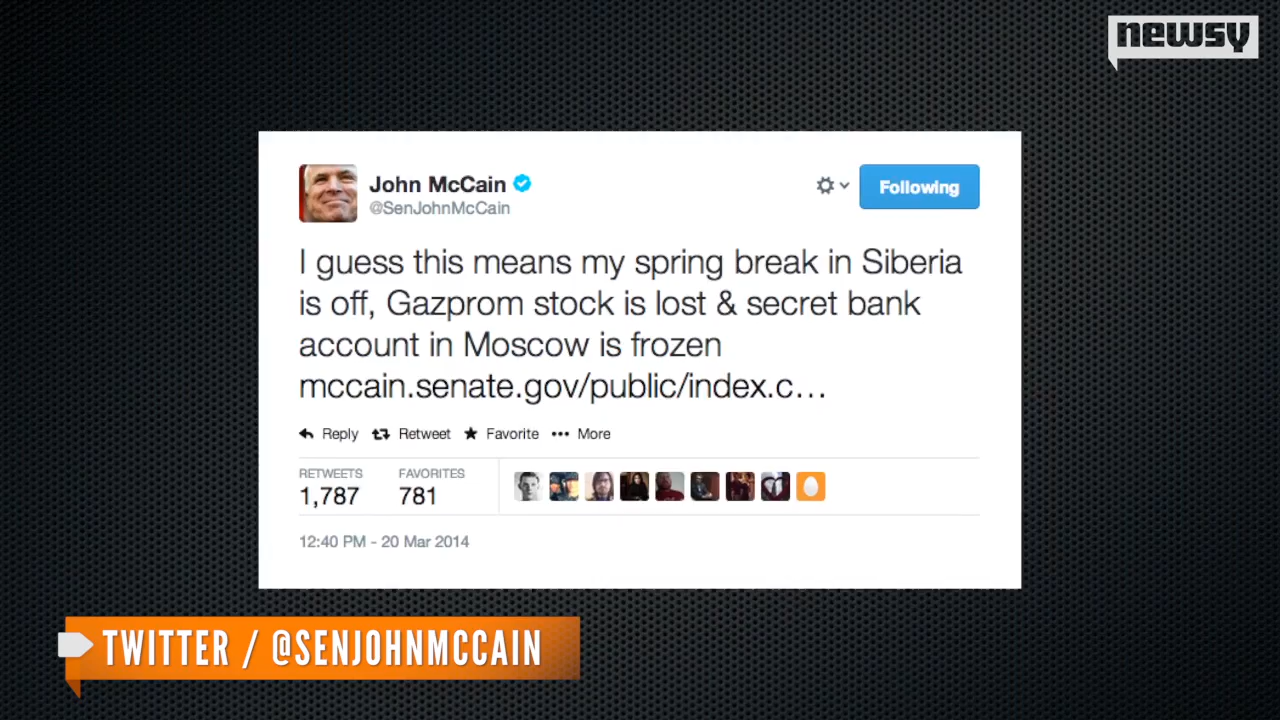 newsy
John McCain
@SenJohnMcCain
Following
I guess this means my spring break in Siberia
is off, Gazprom stock is lost & secret bank
account in Moscow is frozen
mccain.senate.gov/public/index.c...
Reply Retweet Favorite More
RETWEETS FAVORITES
1,787 781
12:40 PM - 20 Mar 2014
TWITTER / @SENJOHNMCCAIN